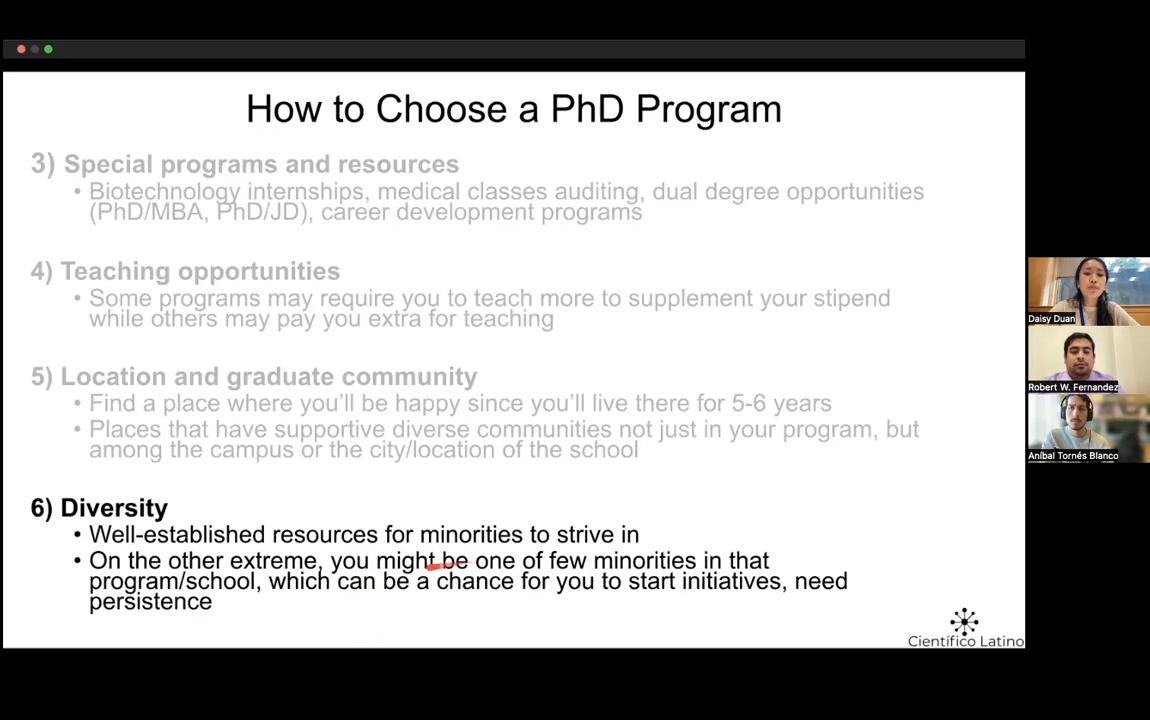 How to Choose a PhD Program
3) Special programs and resources
• Biotechnology internships, medical classes auditing, dual degree opportunities
(PhD/MBA, PhD/JD), career development programs
4) Teaching opportunities
• Some programs may require you to teach more to supplement your stipend
while others may pay you extra for teaching
5) Location and graduate community
• Find a place where you’ll be happy since you’ll live there for 5-6 years
• Places that have supportive diverse communities not just in your program, but
among the campus or the city/location of the school
6) Diversity
• Well-established resources for minorities to strive in
• On the other extreme, you might be one of few minorities in that
program/school, which can be a chance for you to start initiatives, need
persistence
Científico Latino
Daisy Duan
Robert W. Fernandez
Aníbal Tornés Blanco